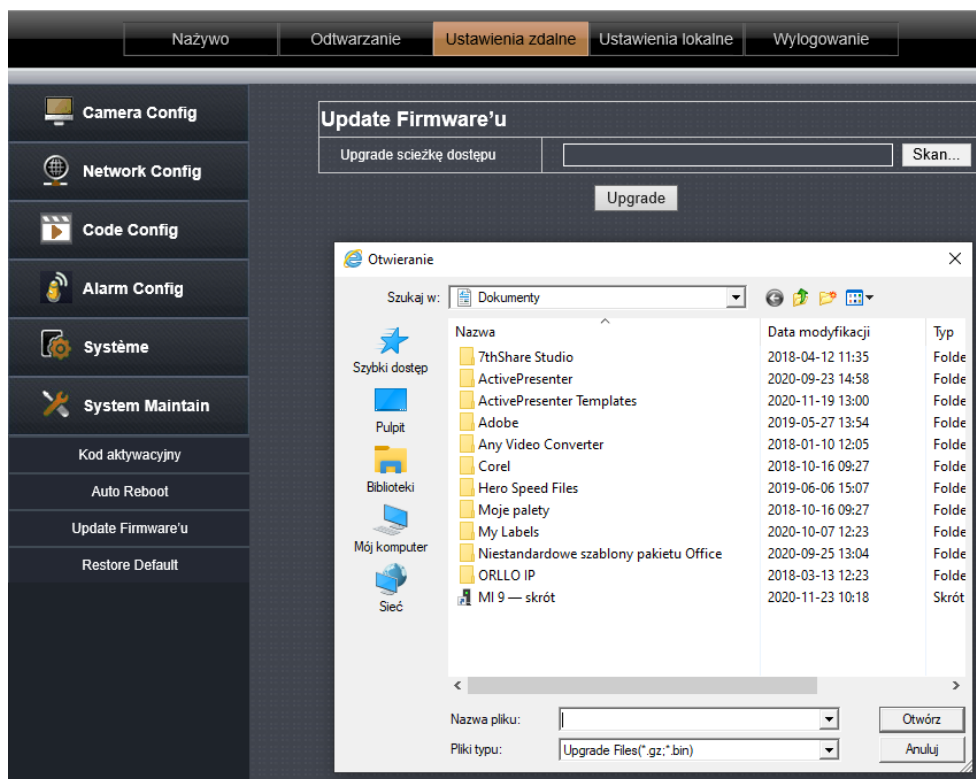 Nażywo Odtwarzanie Ustawienia zdalne Ustawienia lokalne Wylogowanie
Camera Config
Network Config
Code Config
Alarm Config
Système
System Maintain
Kod aktywacyjny
Auto Reboot
Update Firmware'u
Restore Default
Update Firmware'u
Upgrade scieżkę dostępu Skan...
Upgrade
Otwieranie
Szukaj w: Dokumenty
Szybki dostęp
Pulpit
Biblioteki
Mój komputer
Sieć
Nazwa Data modyfikacji Typ
7thShare Studio 2018-04-12 11:35 Folde
ActivePresenter 2020-09-23 14:58 Folde
ActivePresenter Templates 2020-11-19 13:00 Folde
Adobe 2019-05-27 13:54 Folde
Any Video Converter 2018-01-10 12:05 Folde
Corel 2018-10-16 09:27 Folde
Hero Speed Files 2019-06-06 15:07 Folde
Moje palety 2018-10-16 09:27 Folde
My Labels 2020-10-07 12:23 Folde
Niestandardowe szablony pakietu Office 2020-09-25 13:04 Folde
ORLLO IP 2018-03-13 12:23 Folde
MI 9 — skrót 2020-11-23 10:18 Skrót
Nazwa pliku: Otwórz
Pliki typu: Upgrade Files(*.gz;*.bin) Anuluj